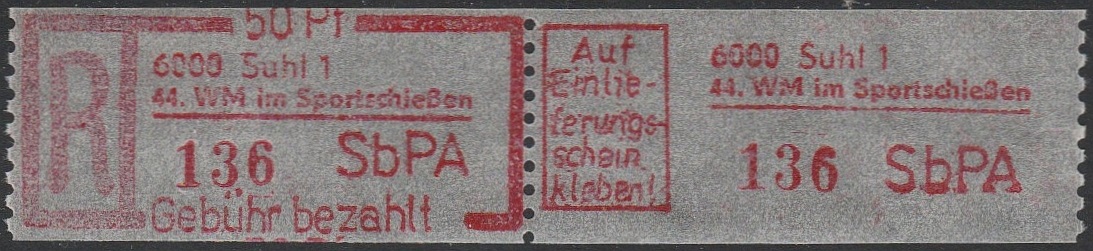 50 Pf
R
6000 Suhl 1
44. WM im Sportschießen
136 SbPA
Gebühr bezahlt
Auf
Einlie-
ferungs-
schein
kleben!
6000 Suhl 1
44. WM im Sportschießen
136 SbPA